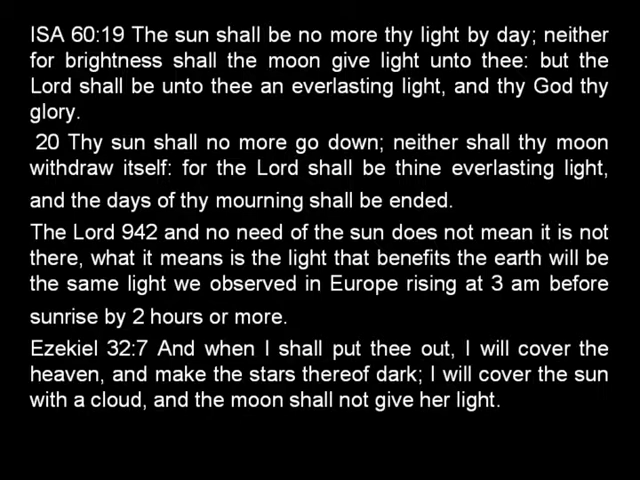 ISA 60:19 The sun shall be no more thy light by day; neither
for brightness shall the moon give light unto thee: but the
Lord shall be unto thee an everlasting light, and thy God thy
glory.
20 Thy sun shall no more go down; neither shall thy moon
withdraw itself: for the Lord shall be thine everlasting light,
and the days of thy mourning shall be ended.
The Lord 942 and no need of the sun does not mean it is not
there, what it means is the light that benefits the earth will be
the same light we observed in Europe rising at 3 am before
sunrise by 2 hours or more.
Ezekiel 32:7 And when I shall put thee out, I will cover the
heaven, and make the stars thereof dark; I will cover the sun
with a cloud, and the moon shall not give her light.